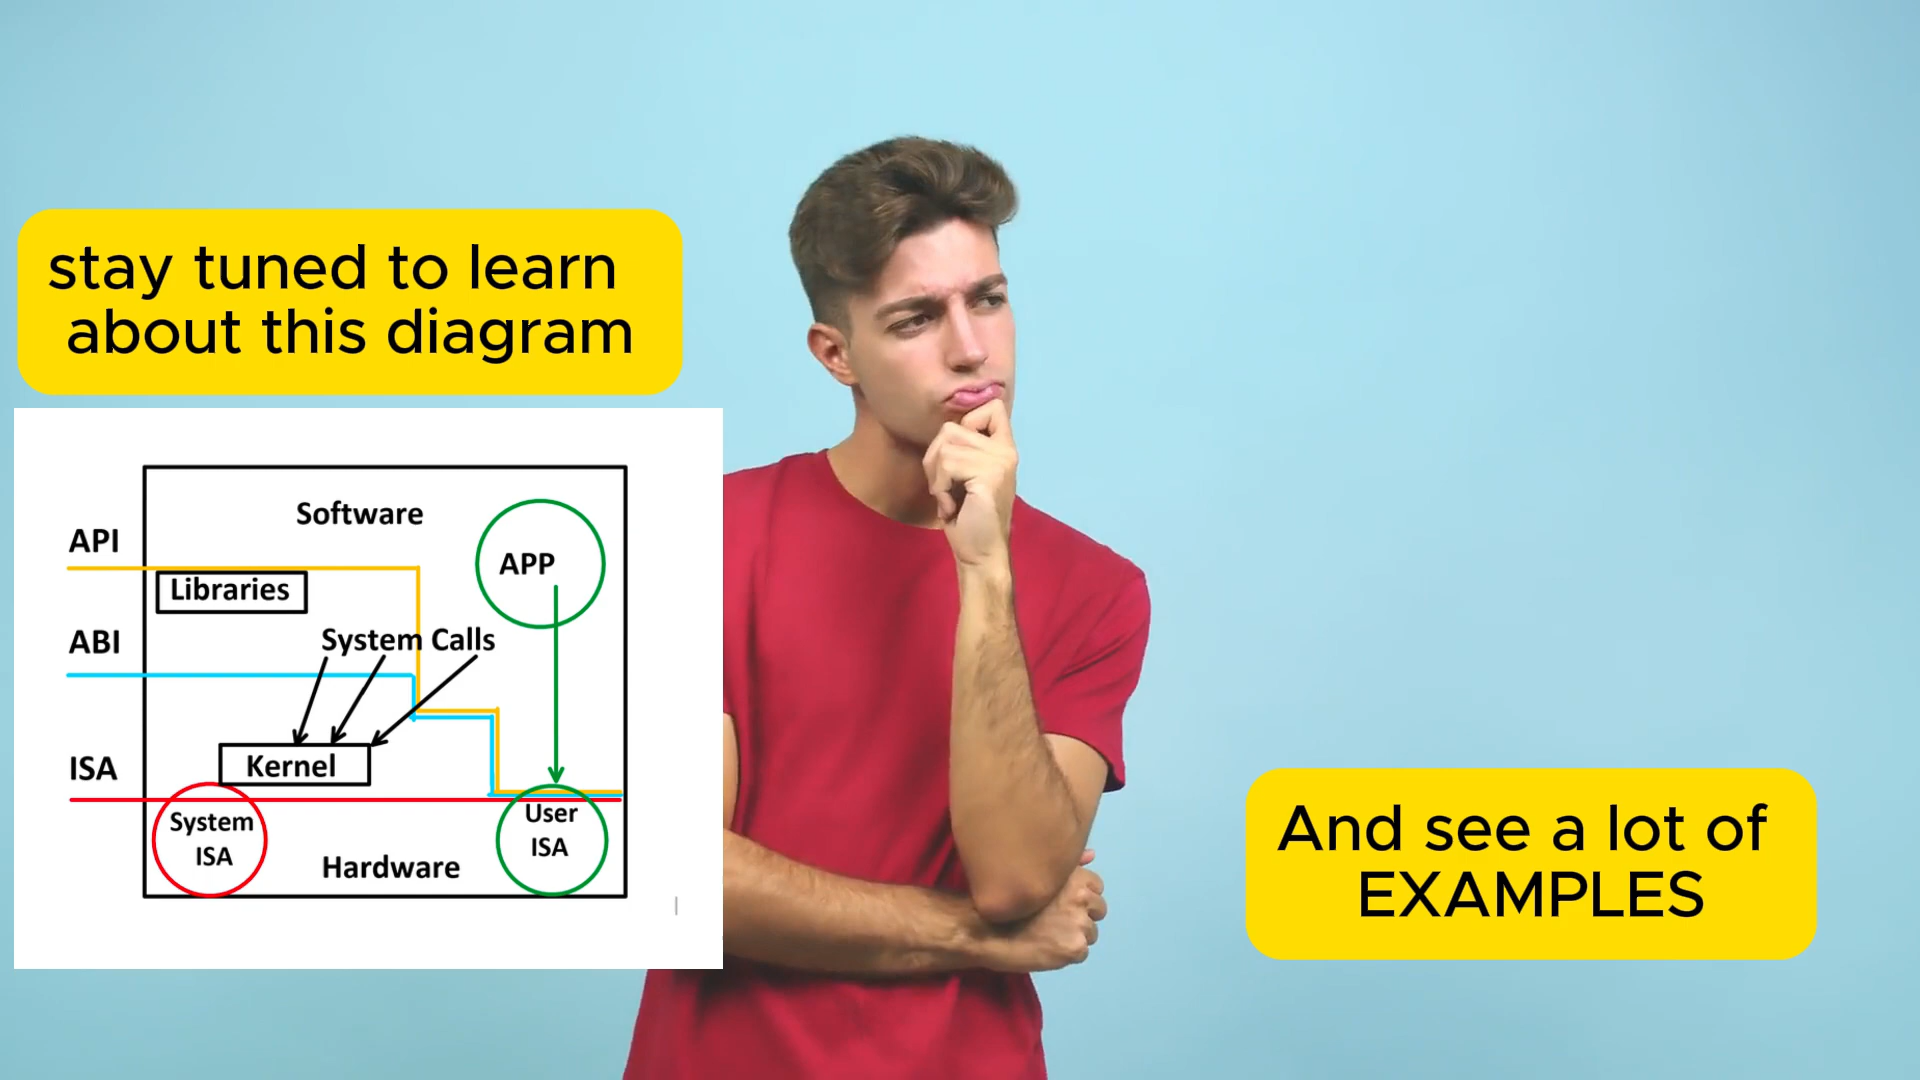 stay tuned to learn
about this diagram
Software
API
APP
Libraries
ABI
System Calls
ISA
Kernel
User
ISA
System
ISA
Hardware
And see a lot of
EXAMPLES